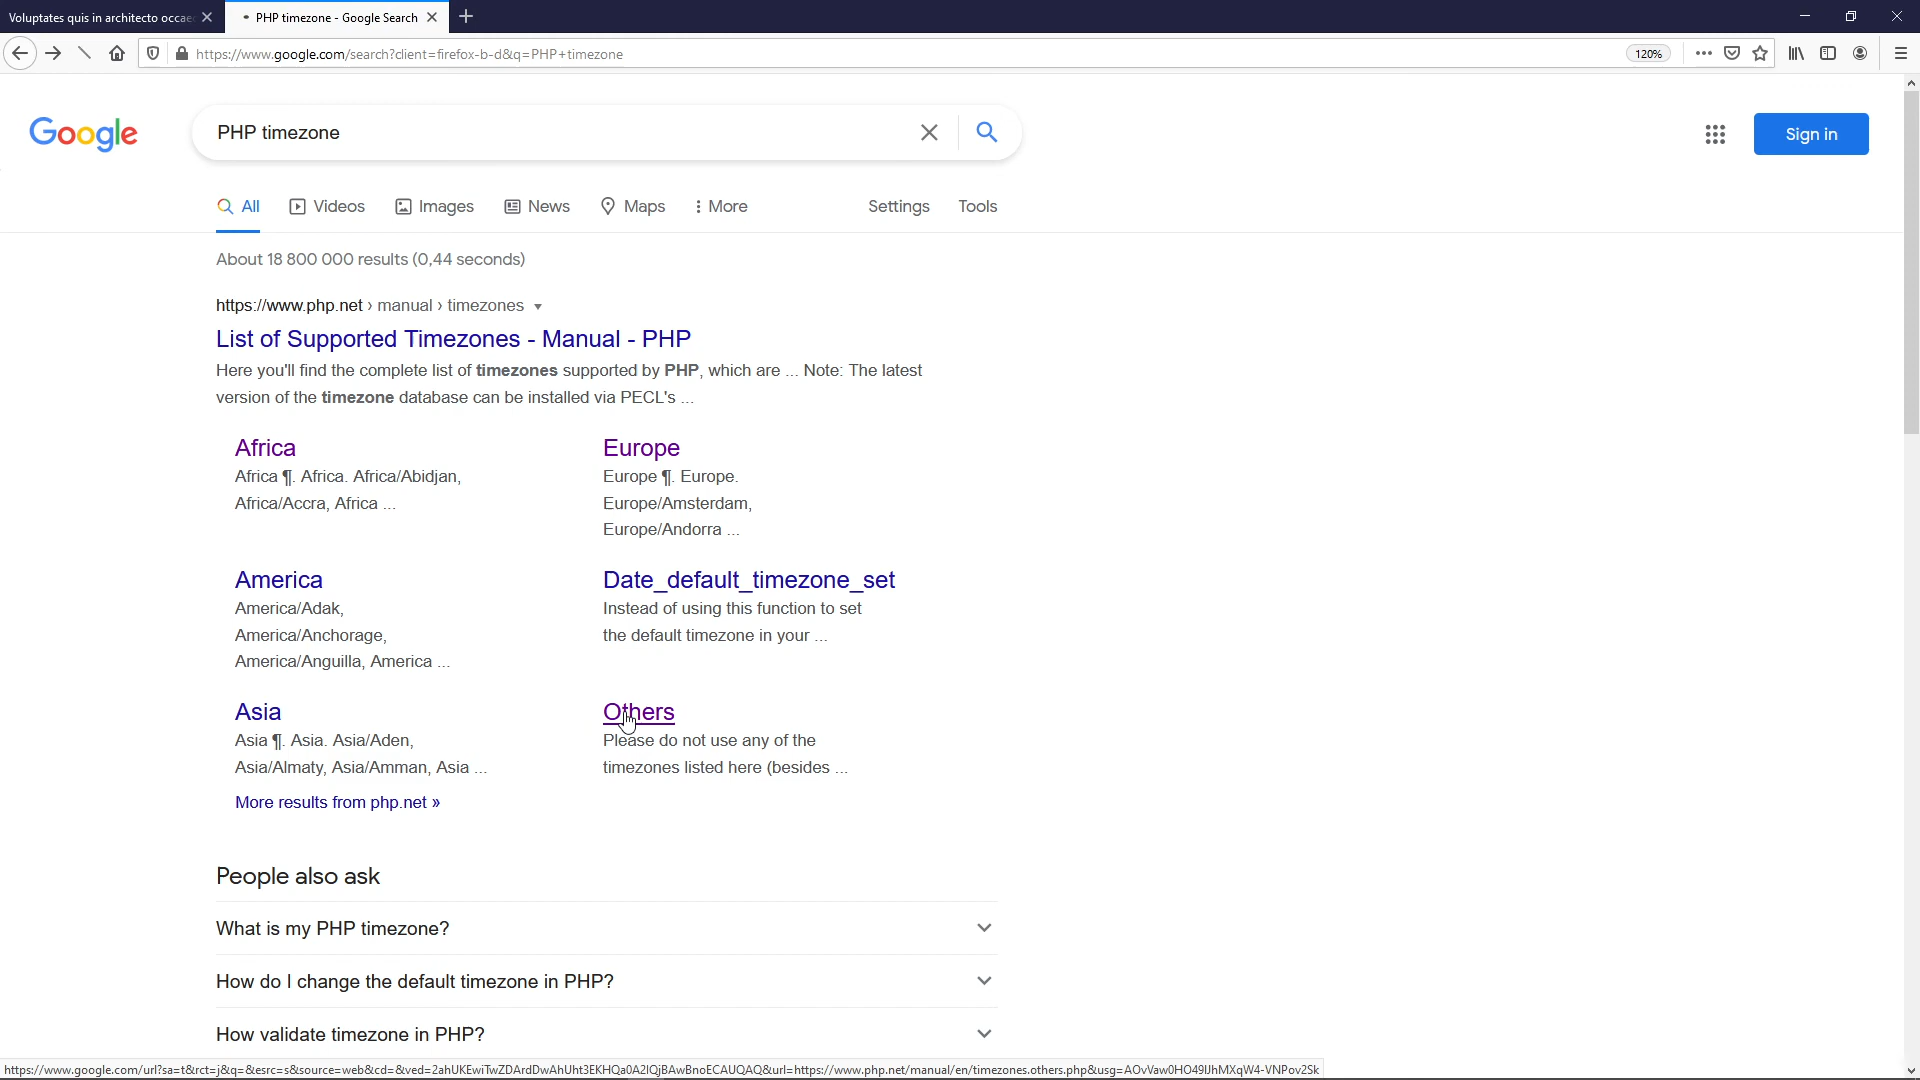 Voluptates quis in architecto occae
PHP timezone - Google Search
https://www.google.com/search?client=firefox-b-d&q=PHP+timezone
120%
Google
PHP timezone
Sign in
All Videos Images News Maps More Settings Tools
About 18 800 000 results (0,44 seconds)
https://www.php.net › manual › timezones
List of Supported Timezones - Manual - PHP
Here you'll find the complete list of timezones supported by PHP, which are ... Note: The latest
version of the timezone database can be installed via PECL's ...
Africa
Africa ¶. Africa. Africa/Abidjan,
Africa/Accra, Africa ...
Europe
Europe ¶. Europe.
Europe/Amsterdam,
Europe/Andorra ...
America
America/Adak,
America/Anchorage,
America/Anguilla, America ...
Date_default_timezone_set
Instead of using this function to set
the default timezone in your ...
Asia
Asia ¶. Asia. Asia/Aden,
Asia/Almaty, Asia/Amman, Asia ...
Others
Please do not use any of the
timezones listed here (besides ...
More results from php.net »
People also ask
What is my PHP timezone?
How do I change the default timezone in PHP?
How validate timezone in PHP?